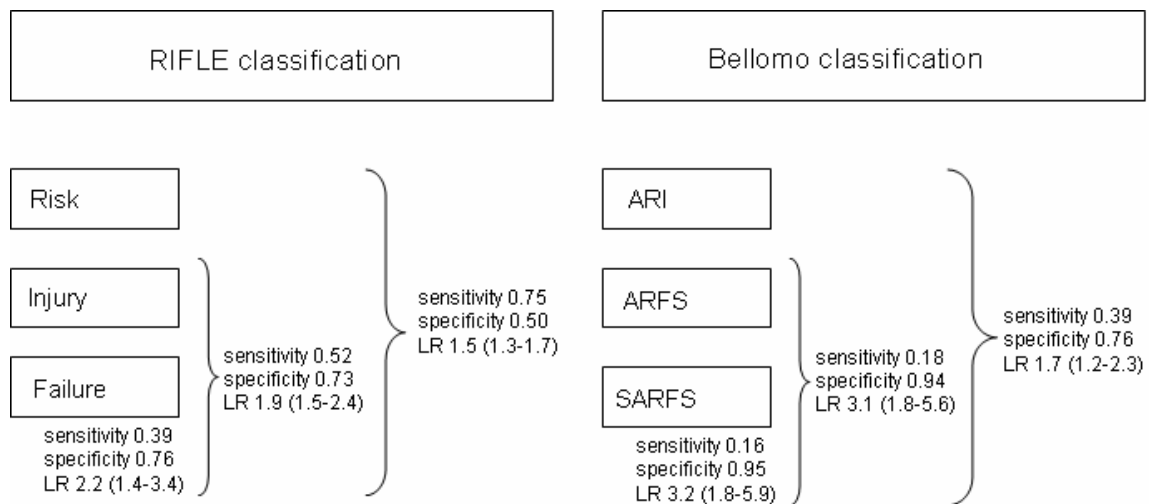 RIFLE classification
Bellomo classification
Risk
Injury
Failure
sensitivity 0.39
specificity 0.76
LR 2.2 (1.4-3.4)
sensitivity 0.52
specificity 0.73
LR 1.9 (1.5-2.4)
sensitivity 0.75
specificity 0.50
LR 1.5 (1.3-1.7)
ARI
ARFS
SARFS
sensitivity 0.16
specificity 0.95
LR 3.2 (1.8-5.9)
sensitivity 0.18
specificity 0.94
LR 3.1 (1.8-5.6)
sensitivity 0.39
specificity 0.76
LR 1.7 (1.2-2.3)